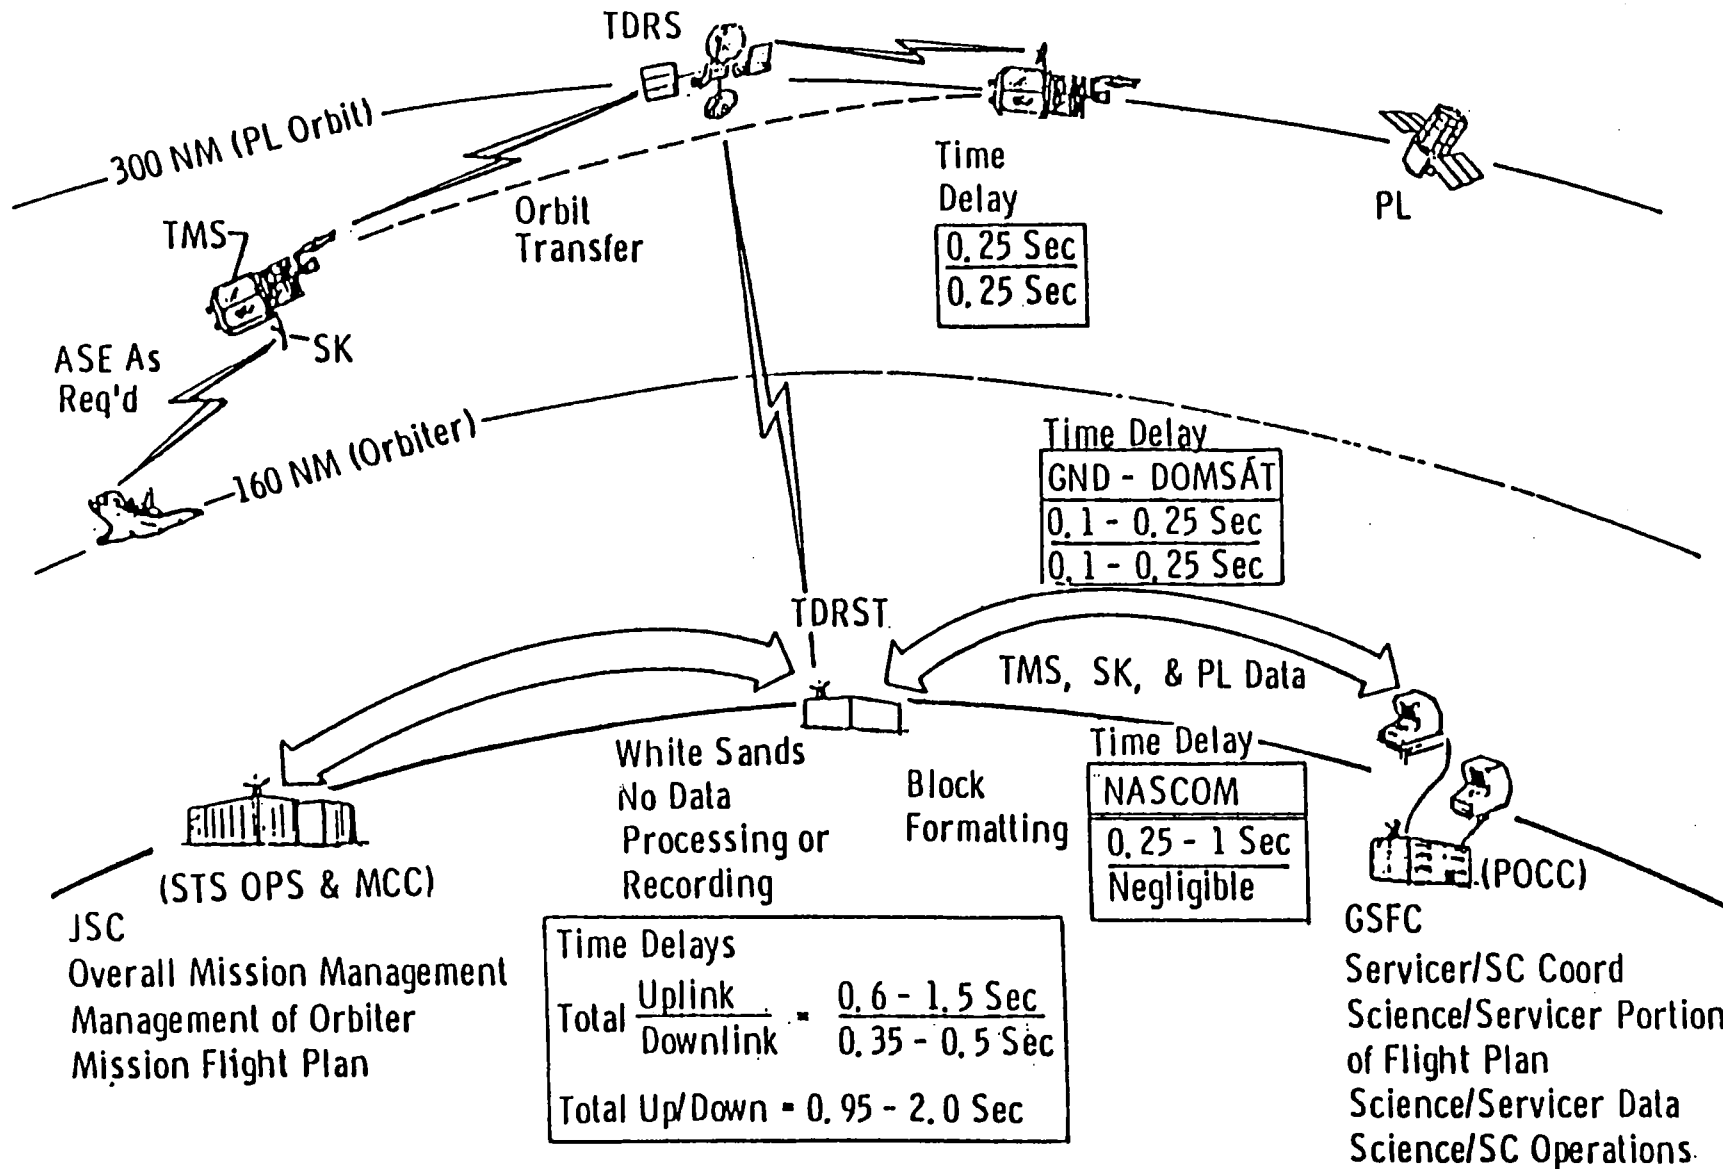 TDRS
300 NM (PL Orbit)
Time
Delay
0.25 Sec
0.25 Sec
PL
Orbit
Transfer
TMS
SK
ASE As
Req'd
160 NM (Orbiter)
Time Delay
GND - DOMSAT
0.1 - 0.25 Sec
0.1 - 0.25 Sec
TDRST
TMS, SK, & PL Data
White Sands
No Data
Processing or
Recording
Block
Formatting
Time Delay
NASCOM
0.25 - 1 Sec
Negligible
(STS OPS & MCC)
(POCC)
JSC
Overall Mission Management
Management of Orbiter
Mission Flight Plan
Time Delays
Total Uplink = 0.6 - 1.5 Sec
Downlink 0.35 - 0.5 Sec
Total Up/Down = 0.95 - 2.0 Sec
GSFC
Servicer/SC Coord
Science/Servicer Portion
of Flight Plan
Science/Servicer Data
Science/SC Operations